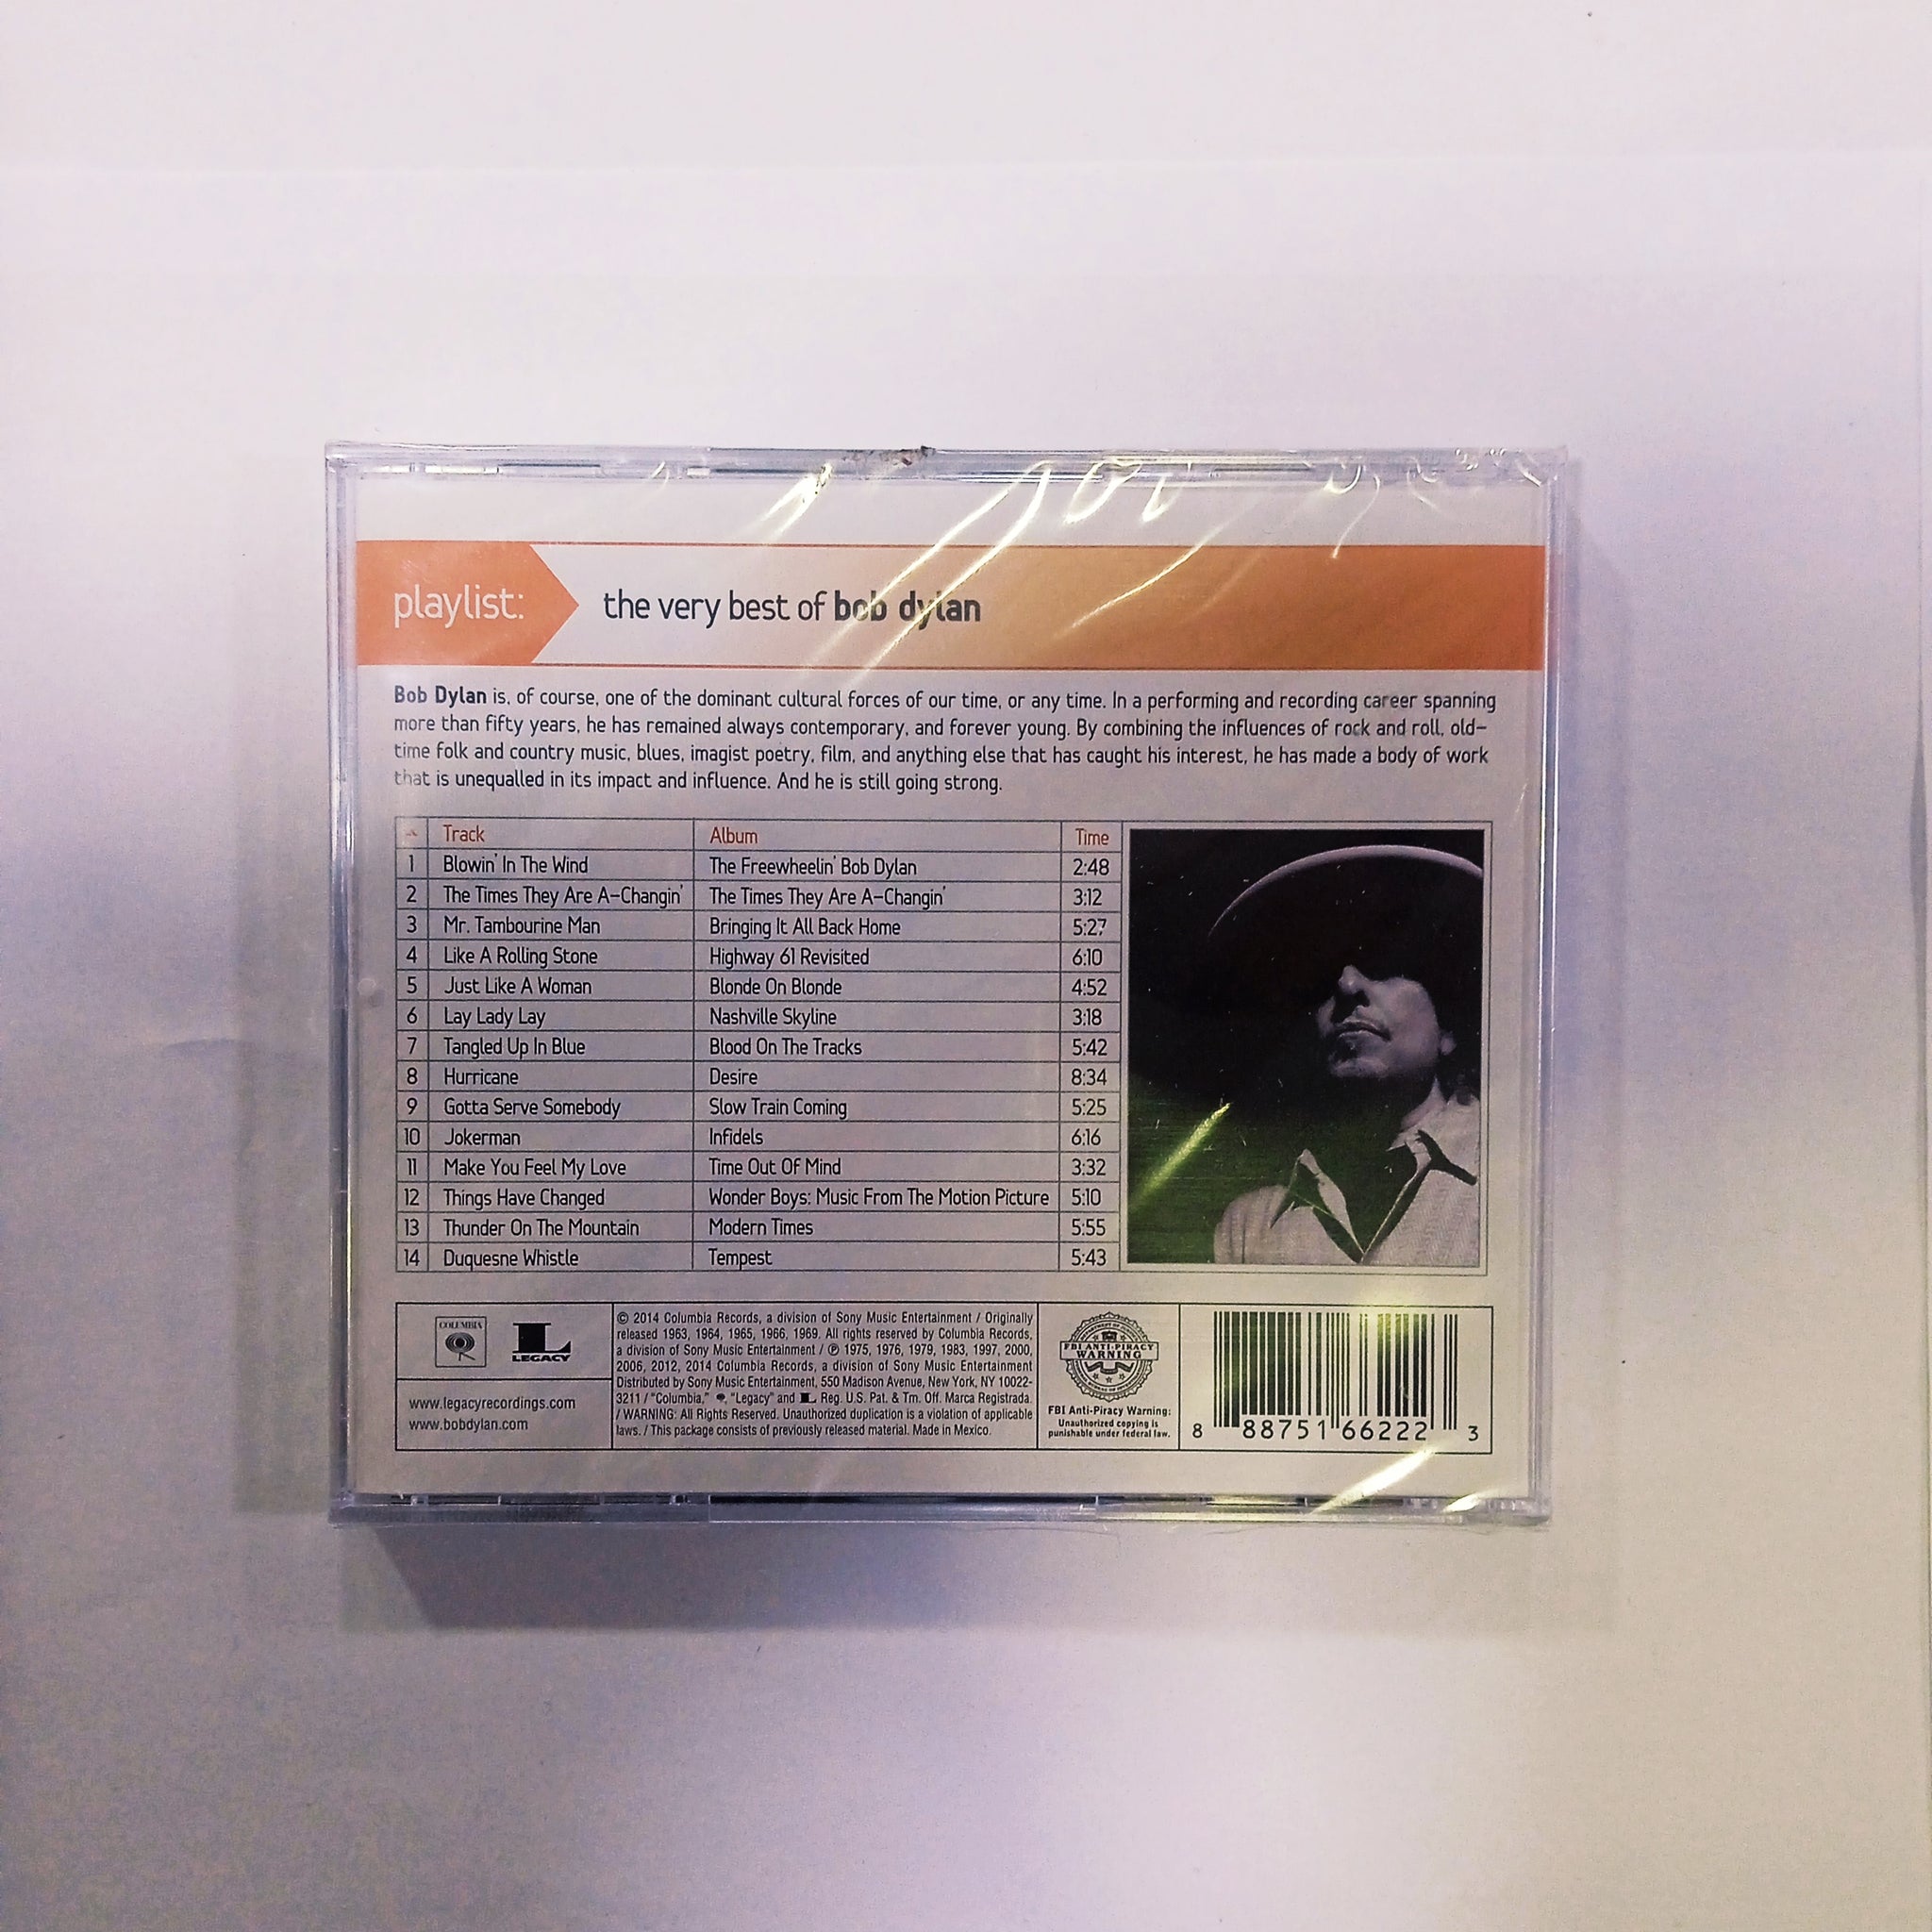 playlist: the very best of bob dylan
Bob Dylan is, of course, one of the dominant cultural forces of our time, or any time. In a performing and recording career spanning
more than fifty years, he has remained always contemporary, and forever young. By combining the influences of rock and roll, old-
time folk and country music, blues, imagist poetry, film, and anything else that has caught his interest, he has made a body of work
that is unequalled in its impact and influence. And he is still going strong.
Track Album Time
1 Blowin' In The Wind The Freewheelin' Bob Dylan 2:48
2 The Times They Are A-Changin' The Times They Are A-Changin' 3:12
3 Mr. Tambourine Man Bringing It All Back Home 5:27
4 Like A Rolling Stone Highway 61 Revisited 6:10
5 Just Like A Woman Blonde On Blonde 4:52
6 Lay Lady Lay Nashville Skyline 3:18
7 Tangled Up In Blue Blood On The Tracks 5:42
8 Hurricane Desire 8:34
9 Gotta Serve Somebody Slow Train Coming 5:25
10 Jokerman Infidels 6:16
11 Make You Feel My Love Time Out Of Mind 3:32
12 Things Have Changed Wonder Boys: Music From The Motion Picture 5:10
13 Thunder On The Mountain Modern Times 5:55
14 Duquesne Whistle Tempest 5:43
COLUMBIA
L LEGACY
www.legacyrecordings.com
www.bobdylan.com
© 2014 Columbia Records, a division of Sony Music Entertainment / Originally
released 1963, 1964, 1965, 1966, 1969. All rights reserved by Columbia Records,
a division of Sony Music Entertainment / ℗ 1975, 1976, 1979, 1983, 1997, 2000,
2006, 2012, 2014 Columbia Records, a division of Sony Music Entertainment
Distributed by Sony Music Entertainment, 550 Madison Avenue, New York, NY 10022-
3211 / "Columbia," , "Legacy" and L Reg. U.S. Pat. & Tm. Off. Marca Registrada.
/ WARNING: All Rights Reserved. Unauthorized duplication is a violation of applicable
laws. / This package consists of previously released material. Made in Mexico.
FBI ANTI-PIRACY
WARNING
FBI Anti-Piracy Warning:
Unauthorized copying is
punishable under federal law.
8 88751 66222 3